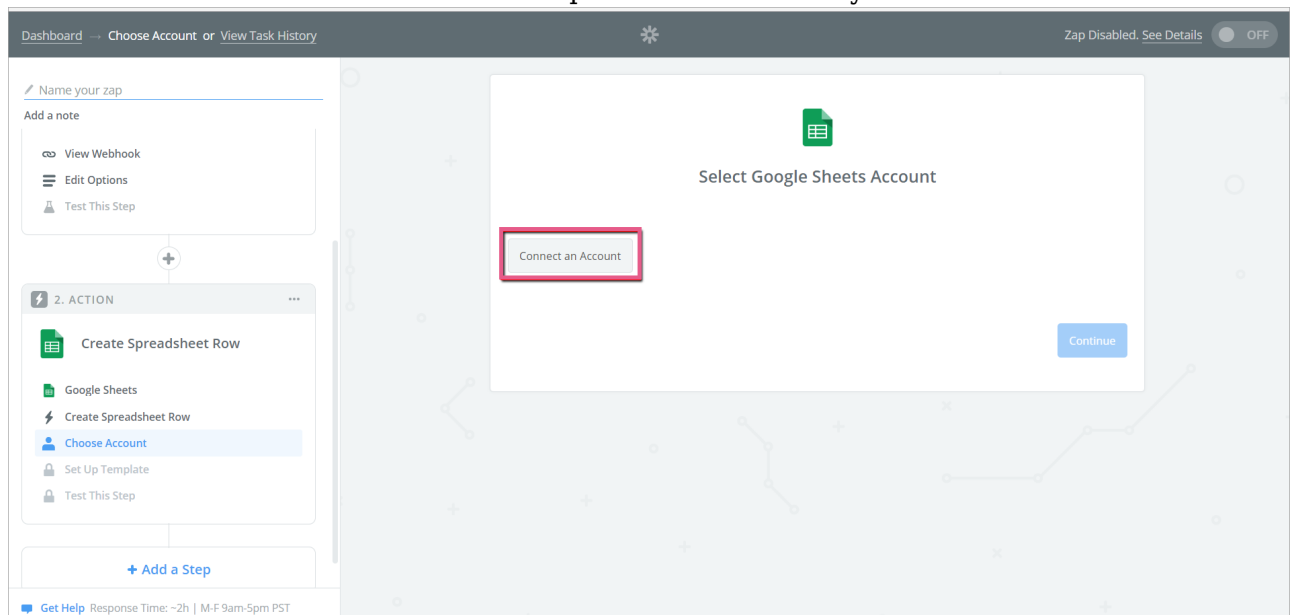 Dashboard → Choose Account or View Task History
Zap Disabled. See Details OFF
Name your zap
Add a note
View Webhook
Edit Options
Test This Step
2. ACTION
Create Spreadsheet Row
Google Sheets
Create Spreadsheet Row
Choose Account
Set Up Template
Test This Step
+ Add a Step
Get Help Response Time: ~2h | M-F 9am-5pm PST
Select Google Sheets Account
Connect an Account
Continue